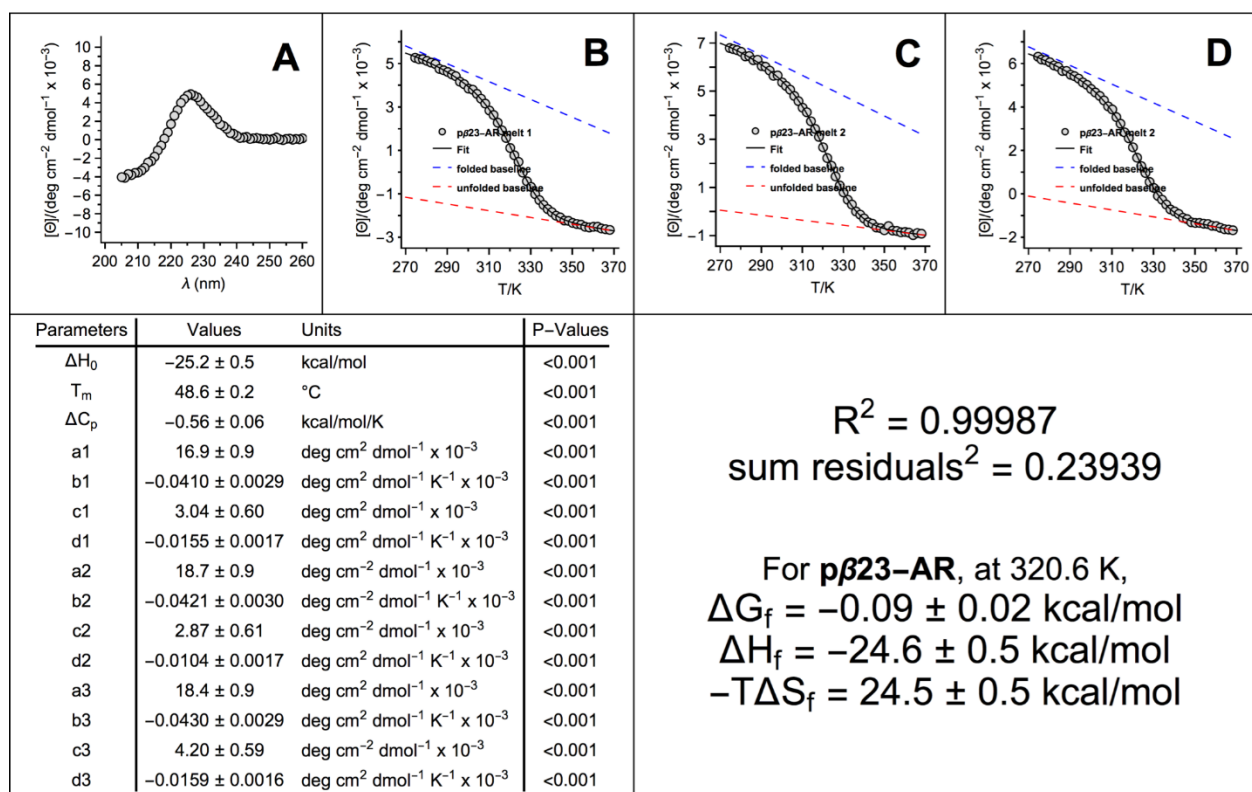 A
[Θ]/(deg cm⁻² dmol⁻¹ x 10⁻³)
10
8
6
4
2
0
−2
−4
−6
−8
−10
200 210 220 230 240 250 260
λ (nm)
B
[Θ]/(deg cm⁻² dmol⁻¹ x 10⁻³)
5
3
1
−1
−3
pβ23−AR melt 1
Fit
folded baseline
unfolded baseline
270 290 310 330 350 370
T/K
C
[Θ]/(deg cm⁻² dmol⁻¹ x 10⁻³)
7
5
3
1
−1
pβ23−AR melt 2
Fit
folded baseline
unfolded baseline
270 290 310 330 350 370
T/K
D
[Θ]/(deg cm⁻² dmol⁻¹ x 10⁻³)
6
4
2
0
−2
pβ23−AR melt 2
Fit
folded baseline
unfolded baseline
270 290 310 330 350 370
T/K
Parameters Values Units P−Values
ΔH₀ −25.2 ± 0.5 kcal/mol <0.001
Tₘ 48.6 ± 0.2 °C <0.001
ΔCₚ −0.56 ± 0.06 kcal/mol/K <0.001
a1 16.9 ± 0.9 deg cm² dmol⁻¹ x 10⁻³ <0.001
b1 −0.0410 ± 0.0029 deg cm² dmol⁻¹ K⁻¹ x 10⁻³ <0.001
c1 3.04 ± 0.60 deg cm² dmol⁻¹ x 10⁻³ <0.001
d1 −0.0155 ± 0.0017 deg cm² dmol⁻¹ K⁻¹ x 10⁻³ <0.001
a2 18.7 ± 0.9 deg cm⁻² dmol⁻¹ x 10⁻³ <0.001
b2 −0.0421 ± 0.0030 deg cm⁻² dmol⁻¹ K⁻¹ x 10⁻³ <0.001
c2 2.87 ± 0.61 deg cm⁻² dmol⁻¹ x 10⁻³ <0.001
d2 −0.0104 ± 0.0017 deg cm² dmol⁻¹ K⁻¹ x 10⁻³ <0.001
a3 18.4 ± 0.9 deg cm² dmol⁻¹ x 10⁻³ <0.001
b3 −0.0430 ± 0.0029 deg cm² dmol⁻¹ K⁻¹ x 10⁻³ <0.001
c3 4.20 ± 0.59 deg cm⁻² dmol⁻¹ x 10⁻³ <0.001
d3 −0.0159 ± 0.0016 deg cm² dmol⁻¹ K⁻¹ x 10⁻³ <0.001
R² = 0.99987
sum residuals² = 0.23939
For pβ23−AR, at 320.6 K,
ΔG_f = −0.09 ± 0.02 kcal/mol
ΔH_f = −24.6 ± 0.5 kcal/mol
−TΔS_f = 24.5 ± 0.5 kcal/mol